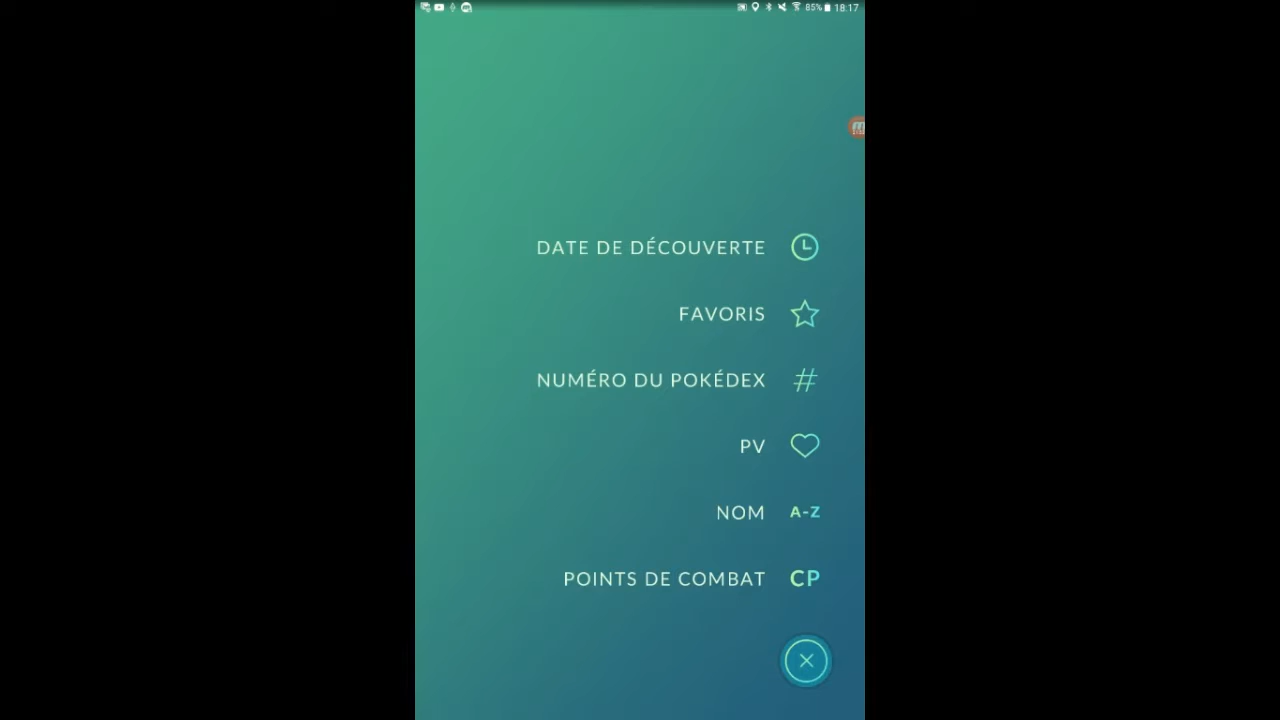 85% 18:17
DATE DE DÉCOUVERTE
FAVORIS
NUMÉRO DU POKÉDEX #
PV
NOM A-Z
POINTS DE COMBAT CP